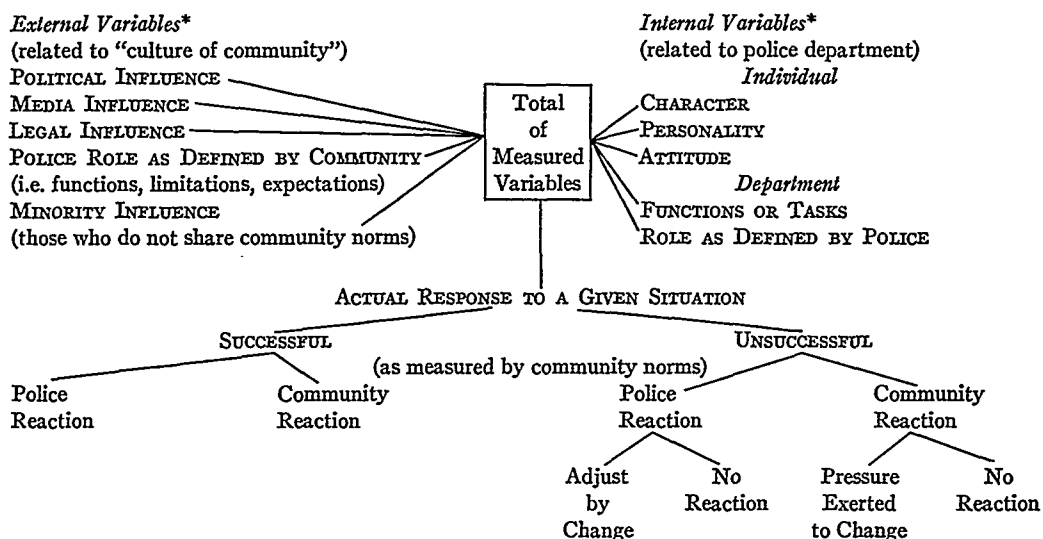 External Variables*
(related to “culture of community”)
POLITICAL INFLUENCE
MEDIA INFLUENCE
LEGAL INFLUENCE
POLICE ROLE AS DEFINED BY COMMUNITY
(i.e. functions, limitations, expectations)
MINORITY INFLUENCE
(those who do not share community norms)
Total
of
Measured
Variables
Internal Variables*
(related to police department)
Individual
CHARACTER
PERSONALITY
ATTITUDE
Department
FUNCTIONS OR TASKS
ROLE AS DEFINED BY POLICE
ACTUAL RESPONSE TO A GIVEN SITUATION
SUCCESSFUL
UNSUCCESSFUL
(as measured by community norms)
Police
Reaction
Community
Reaction
Police
Reaction
Community
Reaction
Adjust
by
Change
No
Reaction
Pressure
Exerted
to Change
No
Reaction